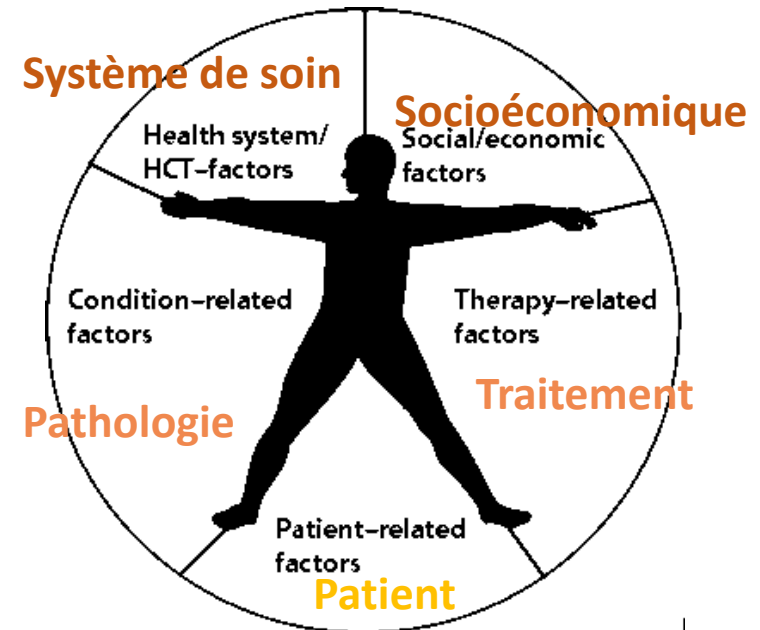 Système de soin
Socioéconomique
Health system/
HCT–factors
Social/economic
factors
Condition–related
factors
Therapy–related
factors
Traitement
Pathologie
Patient–related
factors
Patient